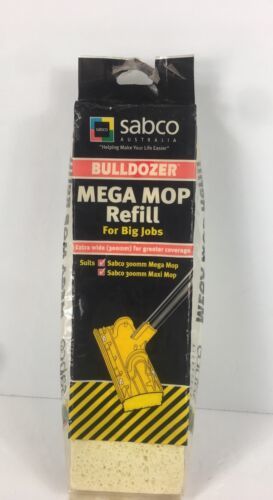 sabco
sabco
AUSTRALIA
"Helping Make Your Life Easier"
BULLDOZER
MEGA MOP
Refill
For Big Jobs
Extra wide (300mm) for greater coverage
Suits Sabco 300mm Mega Mop
Sabco 300mm Maxi Mop